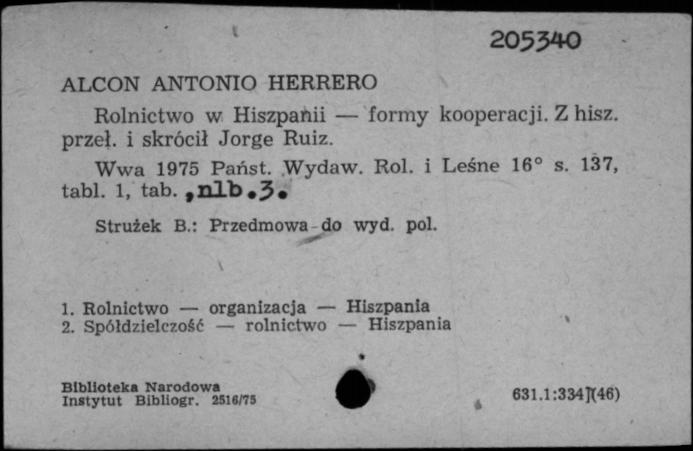 205340
ALCON ANTONIO HERRERO
Rolnictwo w Hiszpanii — formy kooperacji. Z hisz.
przeł. i skrócił Jorge Ruiz.
Wwa 1975 Państ. Wydaw. Rol. i Leśne 16° s. 137,
tabl. 1, tab. , nlb. 3.
Strużek B.: Przedmowa do wyd. pol.
1. Rolnictwo — organizacja — Hiszpania
2. Spółdzielczość — rolnictwo — Hiszpania
Biblioteka Narodowa
Instytut Bibliogr. 2516/75
631.1:334](46)